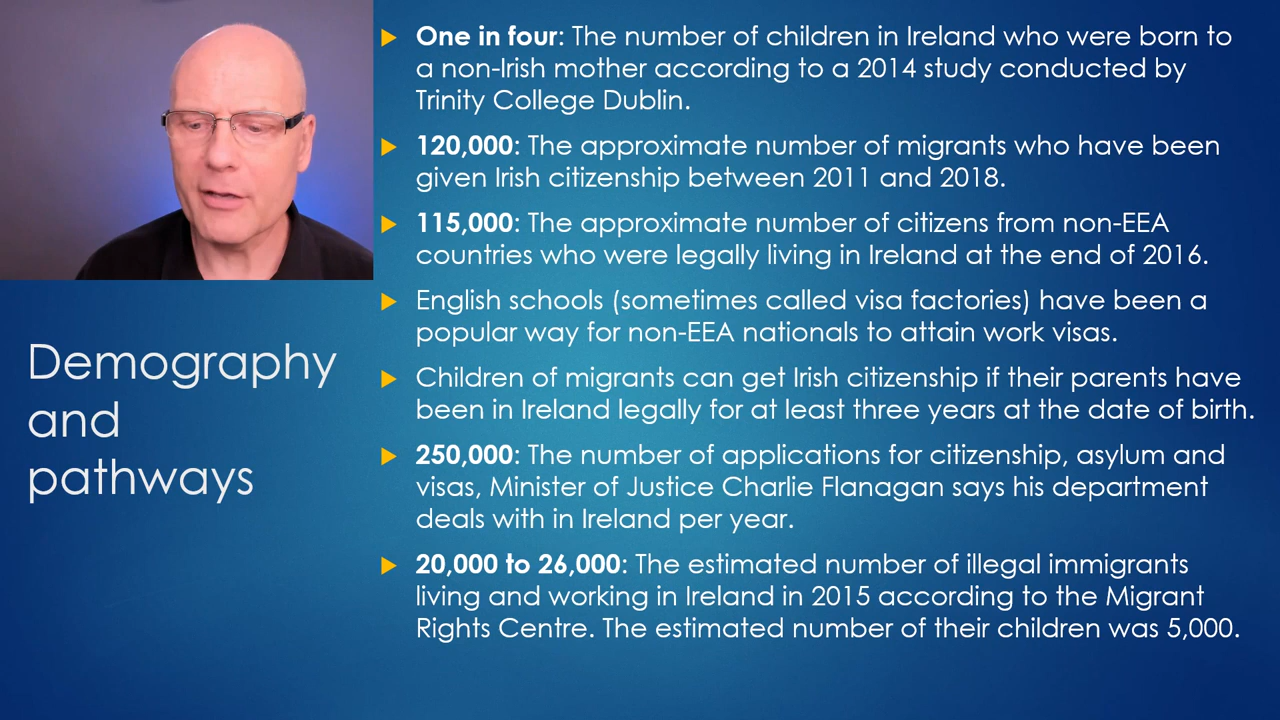 Demography
and
pathways
One in four: The number of children in Ireland who were born to
a non-Irish mother according to a 2014 study conducted by
Trinity College Dublin.
120,000: The approximate number of migrants who have been
given Irish citizenship between 2011 and 2018.
115,000: The approximate number of citizens from non-EEA
countries who were legally living in Ireland at the end of 2016.
English schools (sometimes called visa factories) have been a
popular way for non-EEA nationals to attain work visas.
Children of migrants can get Irish citizenship if their parents have
been in Ireland legally for at least three years at the date of birth.
250,000: The number of applications for citizenship, asylum and
visas, Minister of Justice Charlie Flanagan says his department
deals with in Ireland per year.
20,000 to 26,000: The estimated number of illegal immigrants
living and working in Ireland in 2015 according to the Migrant
Rights Centre. The estimated number of their children was 5,000.